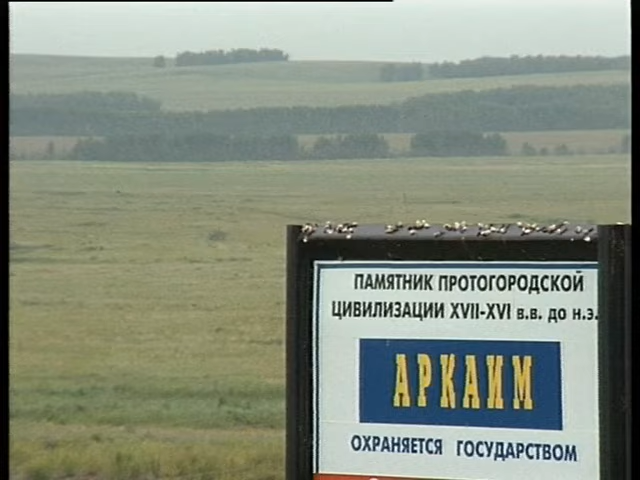 ПАМЯТНИК ПРОТОГОРОДСКОЙ
ЦИВИЛИЗАЦИИ XVII-XVI в.в. до н.э.
АРКАИМ
ОХРАНЯЕТСЯ ГОСУДАРСТВОМ